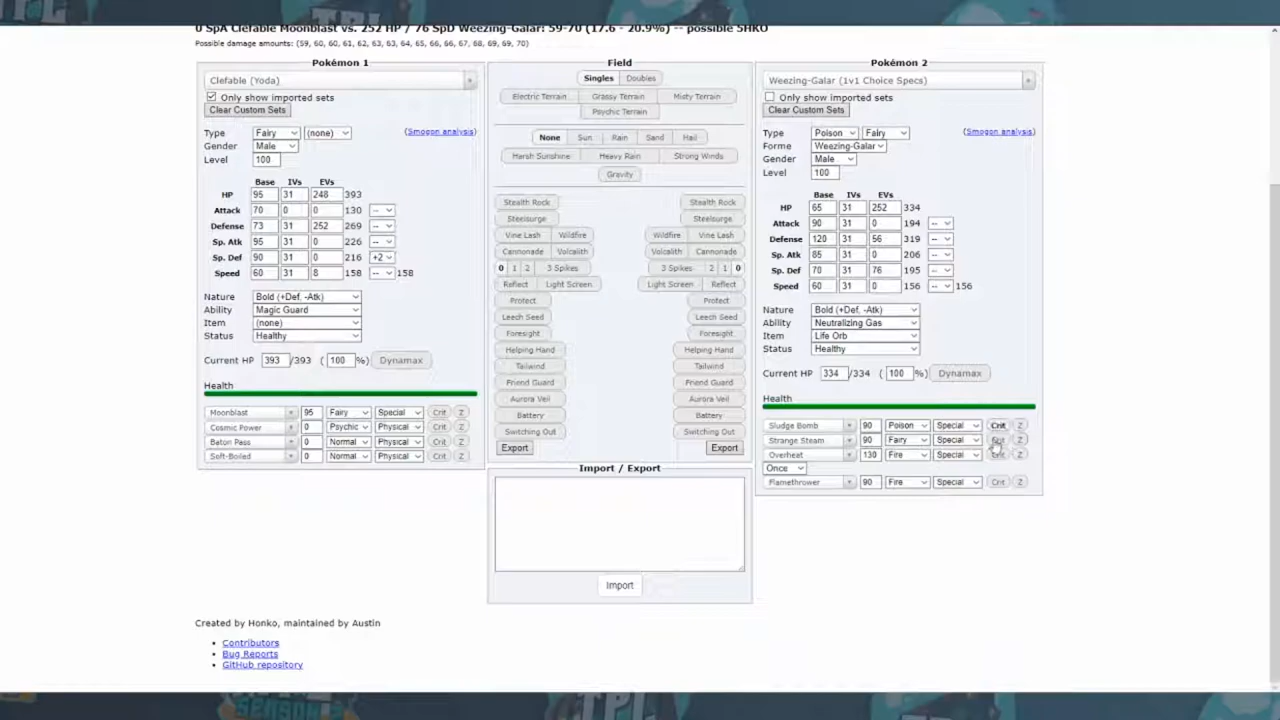 0 SpA Clefable Moonblast vs. 252 HP / 76 SpD Weezing-Galar: 59-70 (17.6 - 20.9%) -- possible 5HKO
Possible damage amounts: (59, 60, 60, 61, 62, 63, 63, 64, 65, 66, 66, 67, 68, 69, 69, 70)
Pokémon 1
Clefable (Yoda)
Only show imported sets
Clear Custom Sets
Type Fairy (none) (Smogon analysis)
Gender Male
Level 100
Base IVs EVs
HP 95 31 248 393
Attack 70 0 0 130 --
Defense 73 31 252 269 --
Sp. Atk 95 31 0 226 --
Sp. Def 90 31 0 216 +2
Speed 60 31 8 158 -- 158
Nature Bold (+Def, -Atk)
Ability Magic Guard
Item (none)
Status Healthy
Current HP 393 /393 ( 100 %) Dynamax
Health
Moonblast 95 Fairy Special Crit Z
Cosmic Power 0 Psychic Physical Crit Z
Baton Pass 0 Normal Physical Crit Z
Soft-Boiled 0 Normal Physical Crit Z
Field
Singles Doubles
Electric Terrain Grassy Terrain Misty Terrain
Psychic Terrain
None Sun Rain Sand Hail
Harsh Sunshine Heavy Rain Strong Winds
Gravity
Stealth Rock Stealth Rock
Steelsurge Steelsurge
Vine Lash Wildfire Wildfire Vine Lash
Cannonade Volcalith Volcalith Cannonade
0 1 2 3 Spikes 3 Spikes 2 1 0
Reflect Light Screen Light Screen Reflect
Protect Protect
Leech Seed Leech Seed
Foresight Foresight
Helping Hand Helping Hand
Tailwind Tailwind
Friend Guard Friend Guard
Aurora Veil Aurora Veil
Battery Battery
Switching Out Switching Out
Export Export
Import / Export
Import
Pokémon 2
Weezing-Galar (1v1 Choice Specs)
Only show imported sets
Clear Custom Sets
Type Poison Fairy (Smogon analysis)
Forme Weezing-Galar
Gender Male
Level 100
Base IVs EVs
HP 65 31 252 334
Attack 90 31 0 194 --
Defense 120 31 56 319 --
Sp. Atk 85 31 0 206 --
Sp. Def 70 31 76 195 --
Speed 60 31 0 156 -- 156
Nature Bold (+Def, -Atk)
Ability Neutralizing Gas
Item Life Orb
Status Healthy
Current HP 334 /334 ( 100 %) Dynamax
Health
Sludge Bomb 90 Poison Special Crit Z
Strange Steam 90 Fairy Special Z
Overheat 130 Fire Special Crit Z
Once
Flamethrower 90 Fire Special Crit Z
Created by Honko, maintained by Austin
Contributors
Bug Reports
GitHub repository
SEASON
TPL